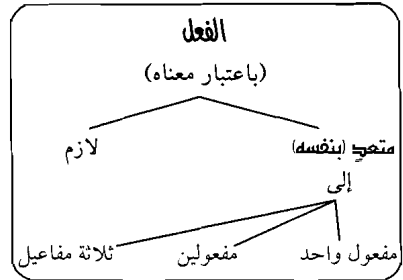 الفعل
(باعتبار معناه)
متعدٍ (بنفسه) لازم
إلى
مفعول واحد مفعولين ثلاثة مفاعيل